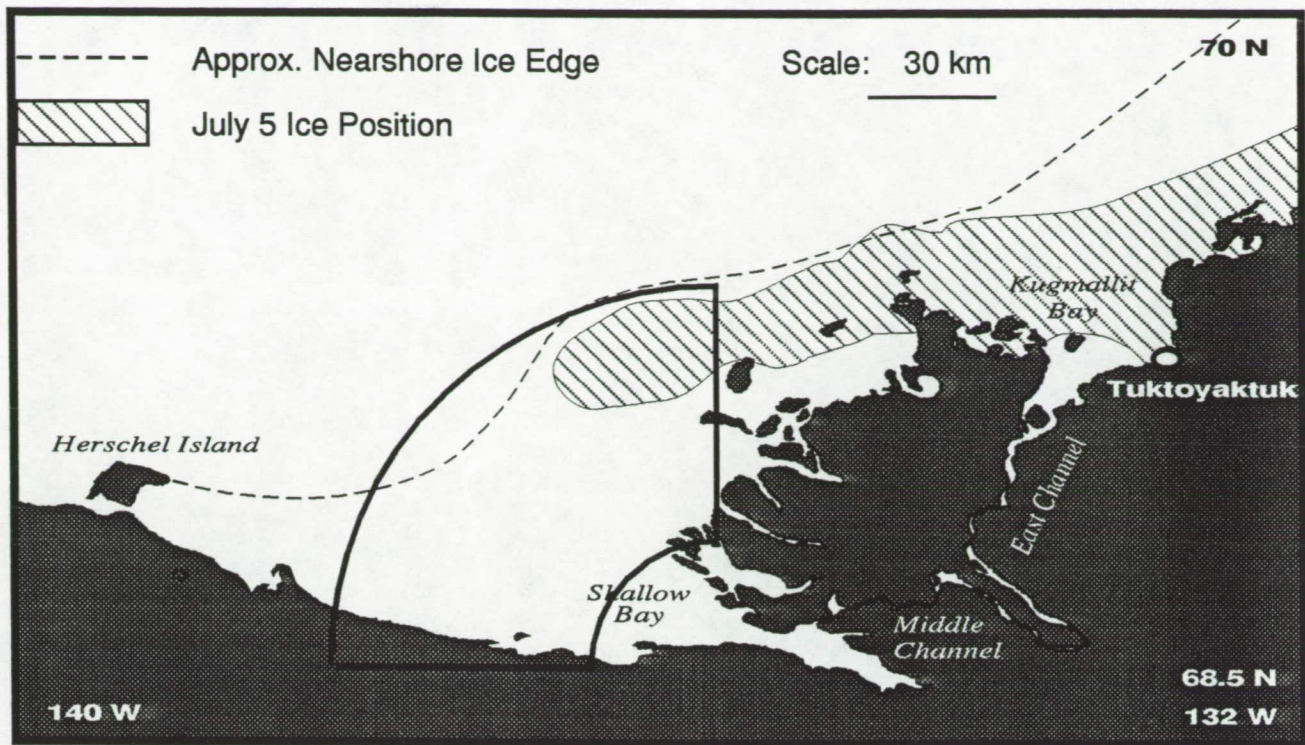 Approx. Nearshore Ice Edge
July 5 Ice Position
Scale: 30 km
70 N
Kugmallit
Bay
Tuktoyaktuk
Herschel Island
East Channel
Shallow
Bay
Middle
Channel
140 W
68.5 N
132 W